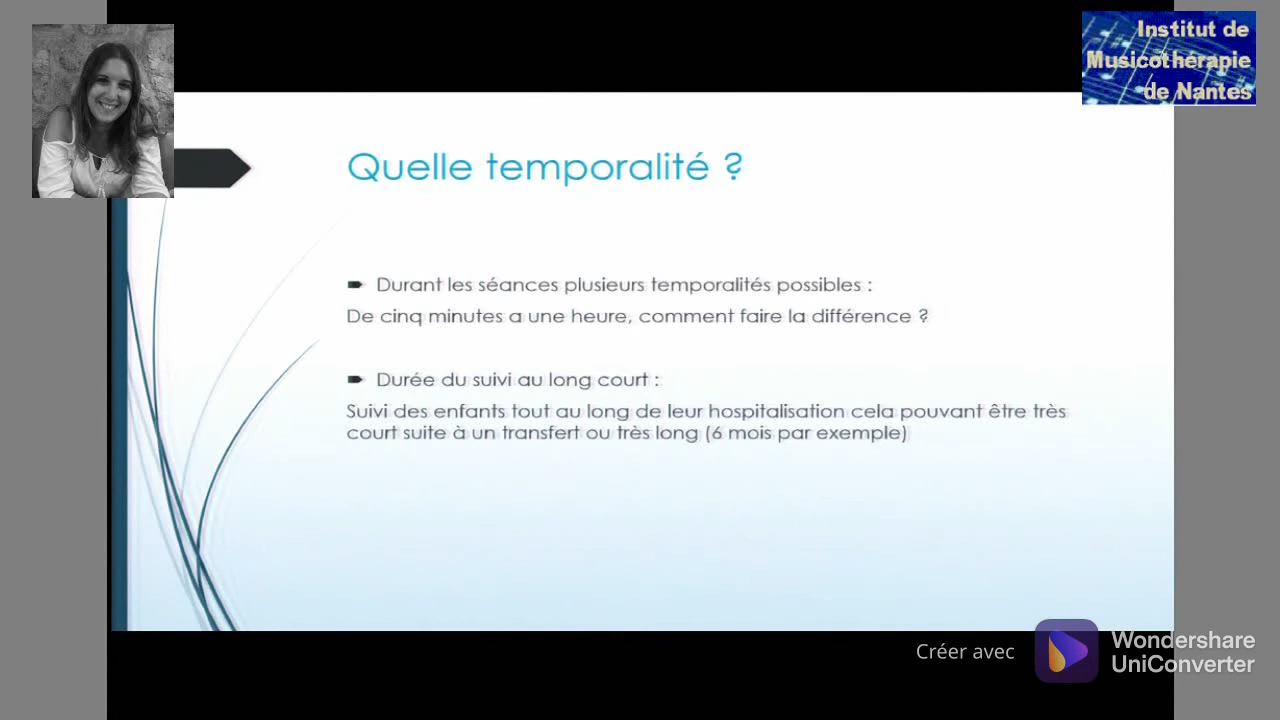 Institut de
Musicothérapie
de Nantes
Quelle temporalité ?
Durant les séances plusieurs temporalités possibles :
De cinq minutes a une heure, comment faire la différence ?
Durée du suivi au long court :
Suivi des enfants tout au long de leur hospitalisation cela pouvant être très
court suite à un transfert ou très long (6 mois par exemple)
Créer avec
Wondershare
UniConverter